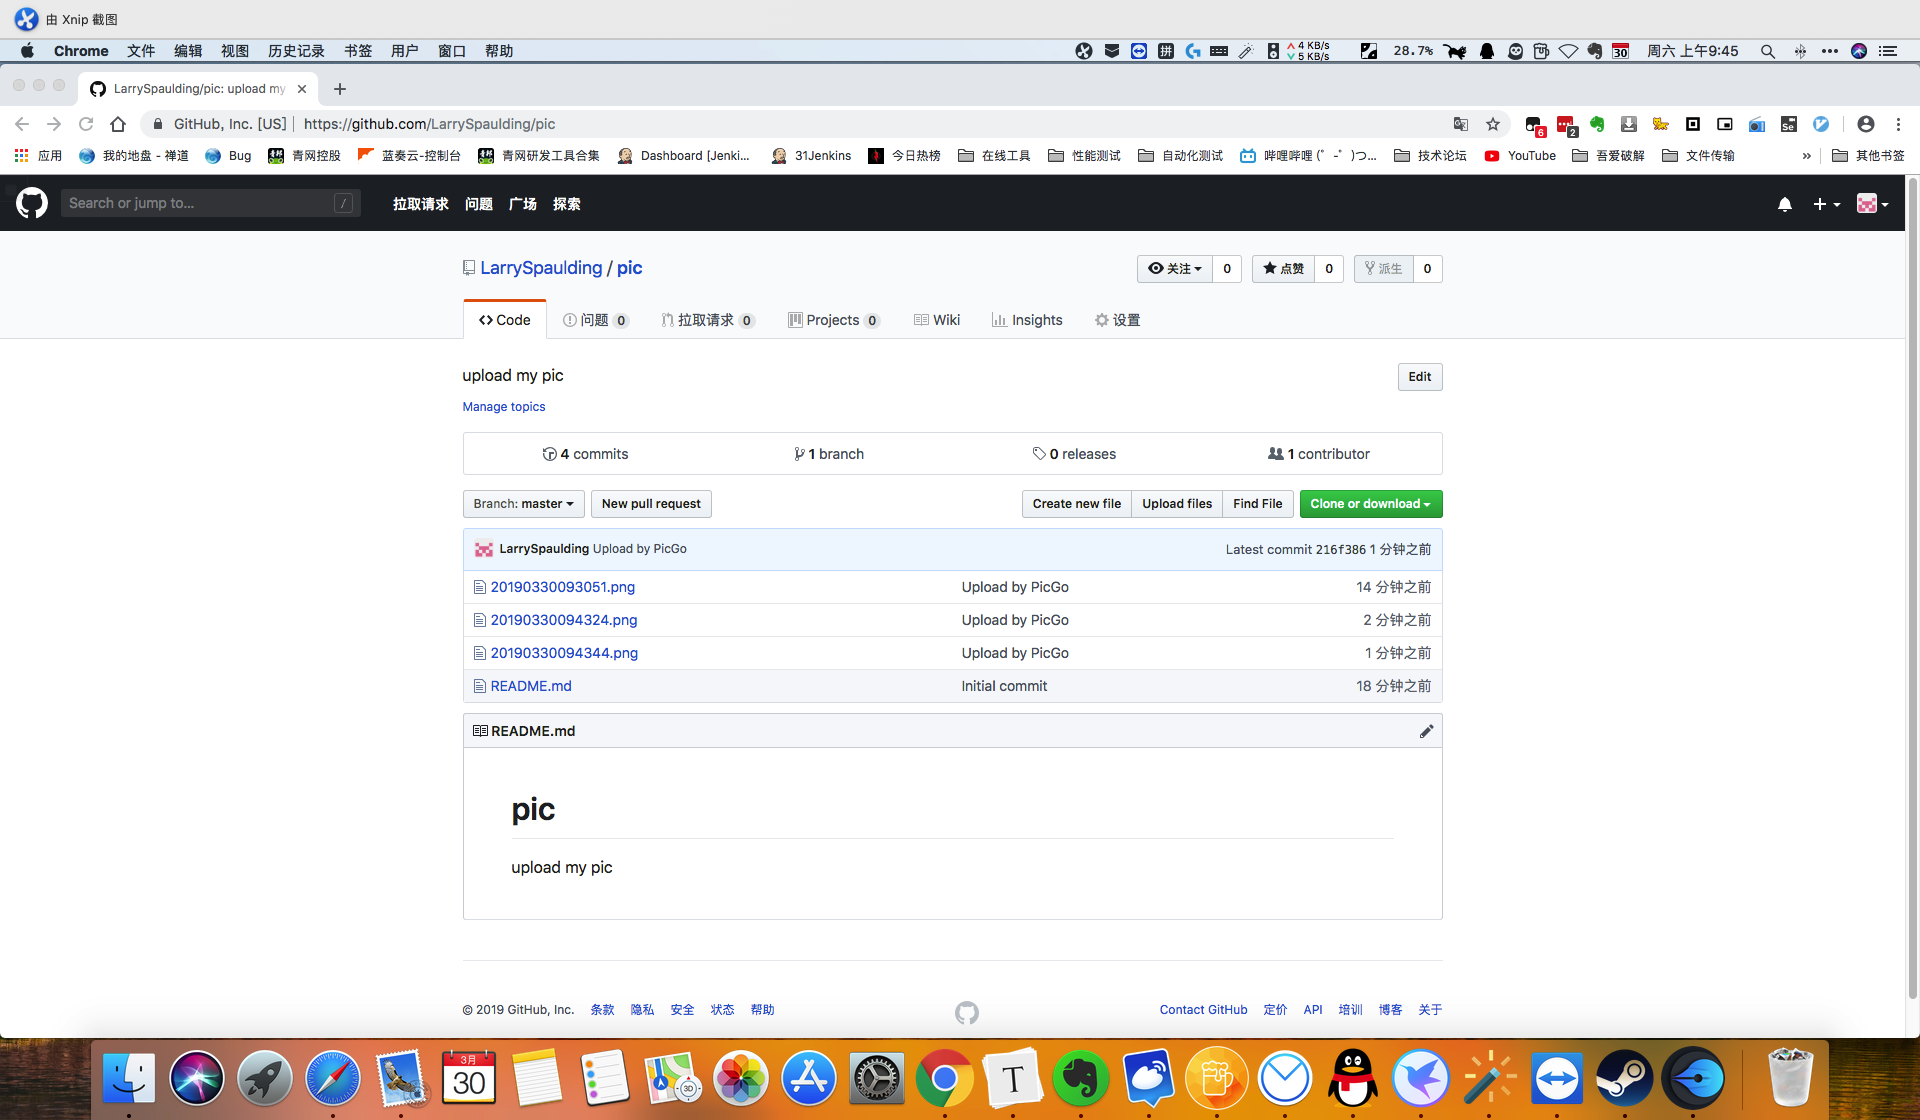 由 Xnip 截图
Chrome 文件 编辑 视图 历史记录 书签 用户 窗口 帮助
拼
4 KB/s
5 KB/s
28.7%
30
周六 上午9:45
LarrySpaulding/pic: upload my
GitHub, Inc. [US] https://github.com/LarrySpaulding/pic
6
2
Se
应用 我的地盘 - 禅道 Bug 青网控股 蓝奏云-控制台 青网研发工具合集 Dashboard [Jenki... 31Jenkins 今日热榜 在线工具 性能测试 自动化测试 哔哩哔哩 (゜-゜)つ... 技术论坛 YouTube 吾爱破解 文件传输 » 其他书签
Search or jump to... /
拉取请求 问题 广场 探索
LarrySpaulding / pic
关注 0 点赞 0 派生 0
Code 问题 0 拉取请求 0 Projects 0 Wiki Insights 设置
upload my pic
Edit
Manage topics
4 commits 1 branch 0 releases 1 contributor
Branch: master New pull request Create new file Upload files Find File Clone or download
LarrySpaulding Upload by PicGo Latest commit 216f386 1 分钟之前
20190330093051.png Upload by PicGo 14 分钟之前
20190330094324.png Upload by PicGo 2 分钟之前
20190330094344.png Upload by PicGo 1 分钟之前
README.md Initial commit 18 分钟之前
README.md
pic
upload my pic
© 2019 GitHub, Inc. 条款 隐私 安全 状态 帮助 Contact GitHub 定价 API 培训 博客 关于
3月
30
3D
T